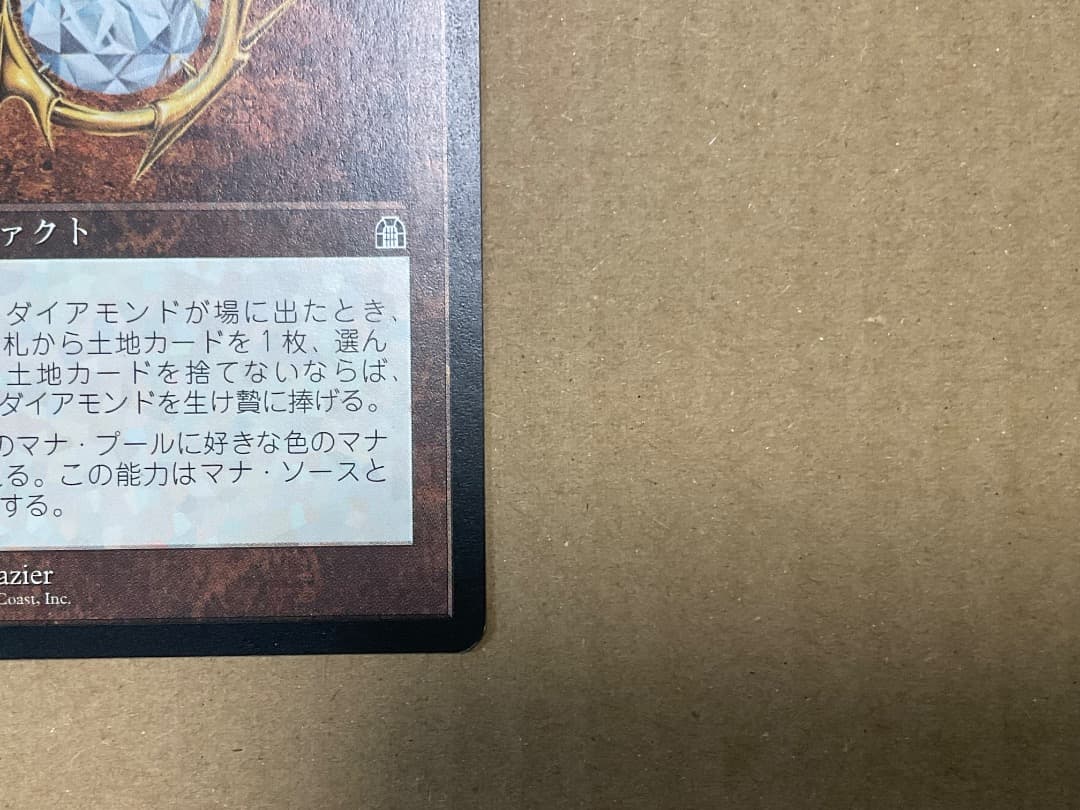 ァクト
ダイアモンドが場に出たとき、
札から土地カードを1枚、選ん
土地カードを捨てないならば、
ダイアモンドを生け贄に捧げる。
のマナ・プールに好きな色のマナ
える。この能力はマナ・ソースと
する。
azier
Coast, Inc.